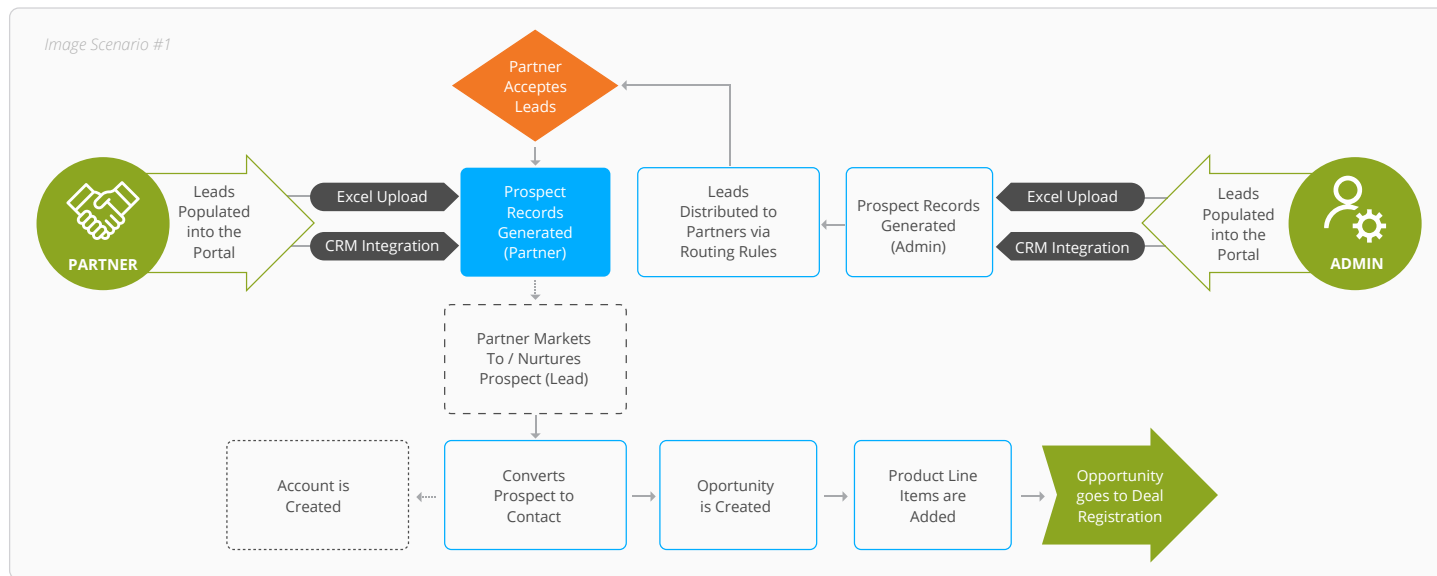 Image Scenario #1
Partner
Acceptes
Leads
Leads
Populated
into the
Portal
PARTNER
Excel Upload
CRM Integration
Prospect
Records
Generated
(Partner)
Leads
Distributed to
Partners via
Routing Rules
Prospect Records
Generated
(Admin)
Excel Upload
CRM Integration
Leads
Populated
into the
Portal
ADMIN
Partner Markets
To / Nurtures
Prospect (Lead)
Account is
Created
Converts
Prospect to
Contact
Oportunity
is Created
Product Line
Items are
Added
Opportunity
goes to Deal
Registration